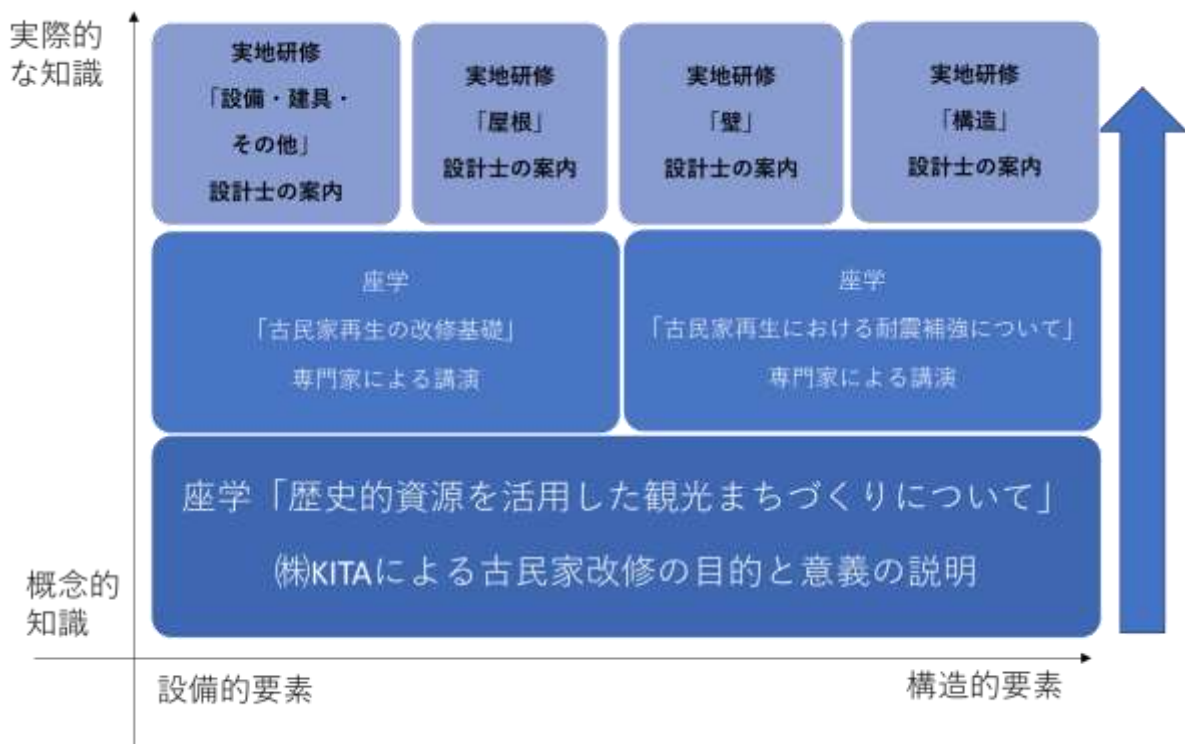 実際的
な知識
実地研修
「設備・建具・
その他」
設計士の案内
実地研修
「屋根」
設計士の案内
実地研修
「壁」
設計士の案内
実地研修
「構造」
設計士の案内
座学
「古民家再生の改修基礎」
専門家による講演
座学
「古民家再生における耐震補強について」
専門家による講演
座学「歴史的資源を活用した観光まちづくりについて」
㈱KITAによる古民家改修の目的と意義の説明
概念的
知識
設備的要素
構造的要素